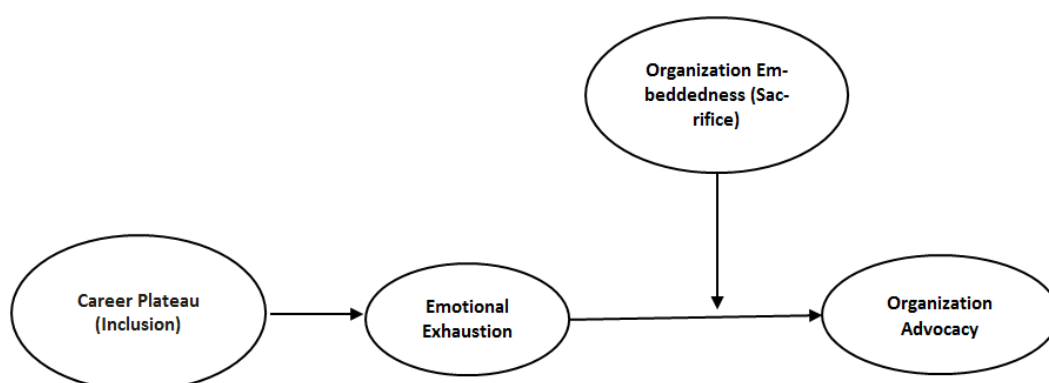 Organization Em-
beddedness (Sac-
rifice)
Career Plateau
(Inclusion)
Emotional
Exhaustion
Organization
Advocacy